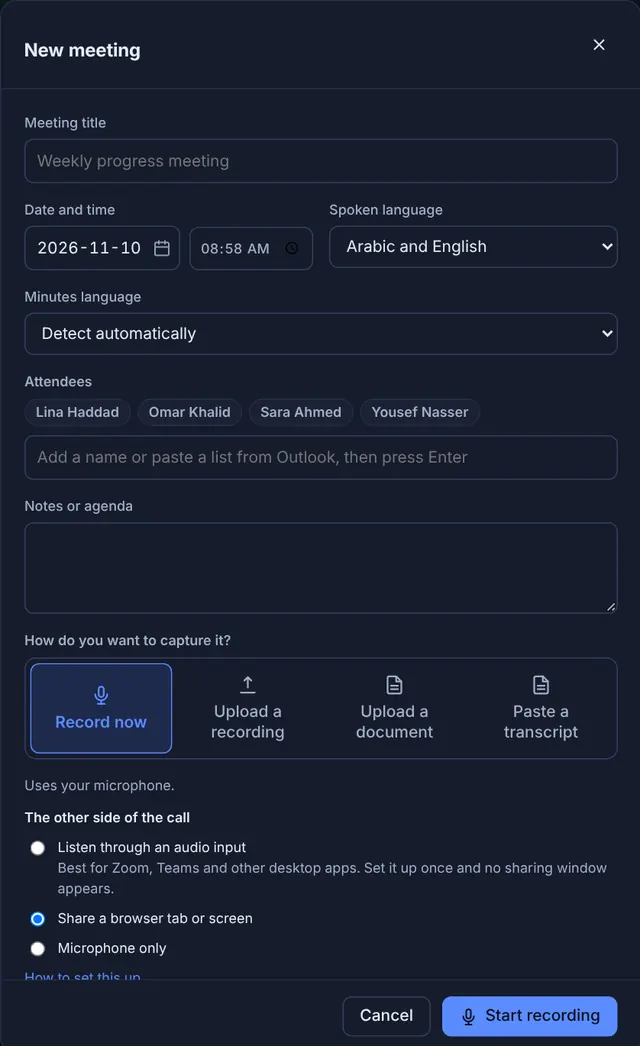 New meeting
Meeting title
Weekly progress meeting
Date and time
Spoken language
2026-11-10
08:58 AM
Arabic and English
Minutes language
Detect automatically
Attendees
Lina Haddad
Omar Khalid
Sara Ahmed
Yousef Nasser
Add a name or paste a list from Outlook, then press Enter
Notes or agenda
How do you want to capture it?
Record now
Upload a
recording
Upload a
document
Paste a
transcript
Uses your microphone.
The other side of the call
Listen through an audio input
Best for Zoom, Teams and other desktop apps. Set it up once and no sharing window
appears.
Share a browser tab or screen
Microphone only
How to set this up
Cancel
Start recording